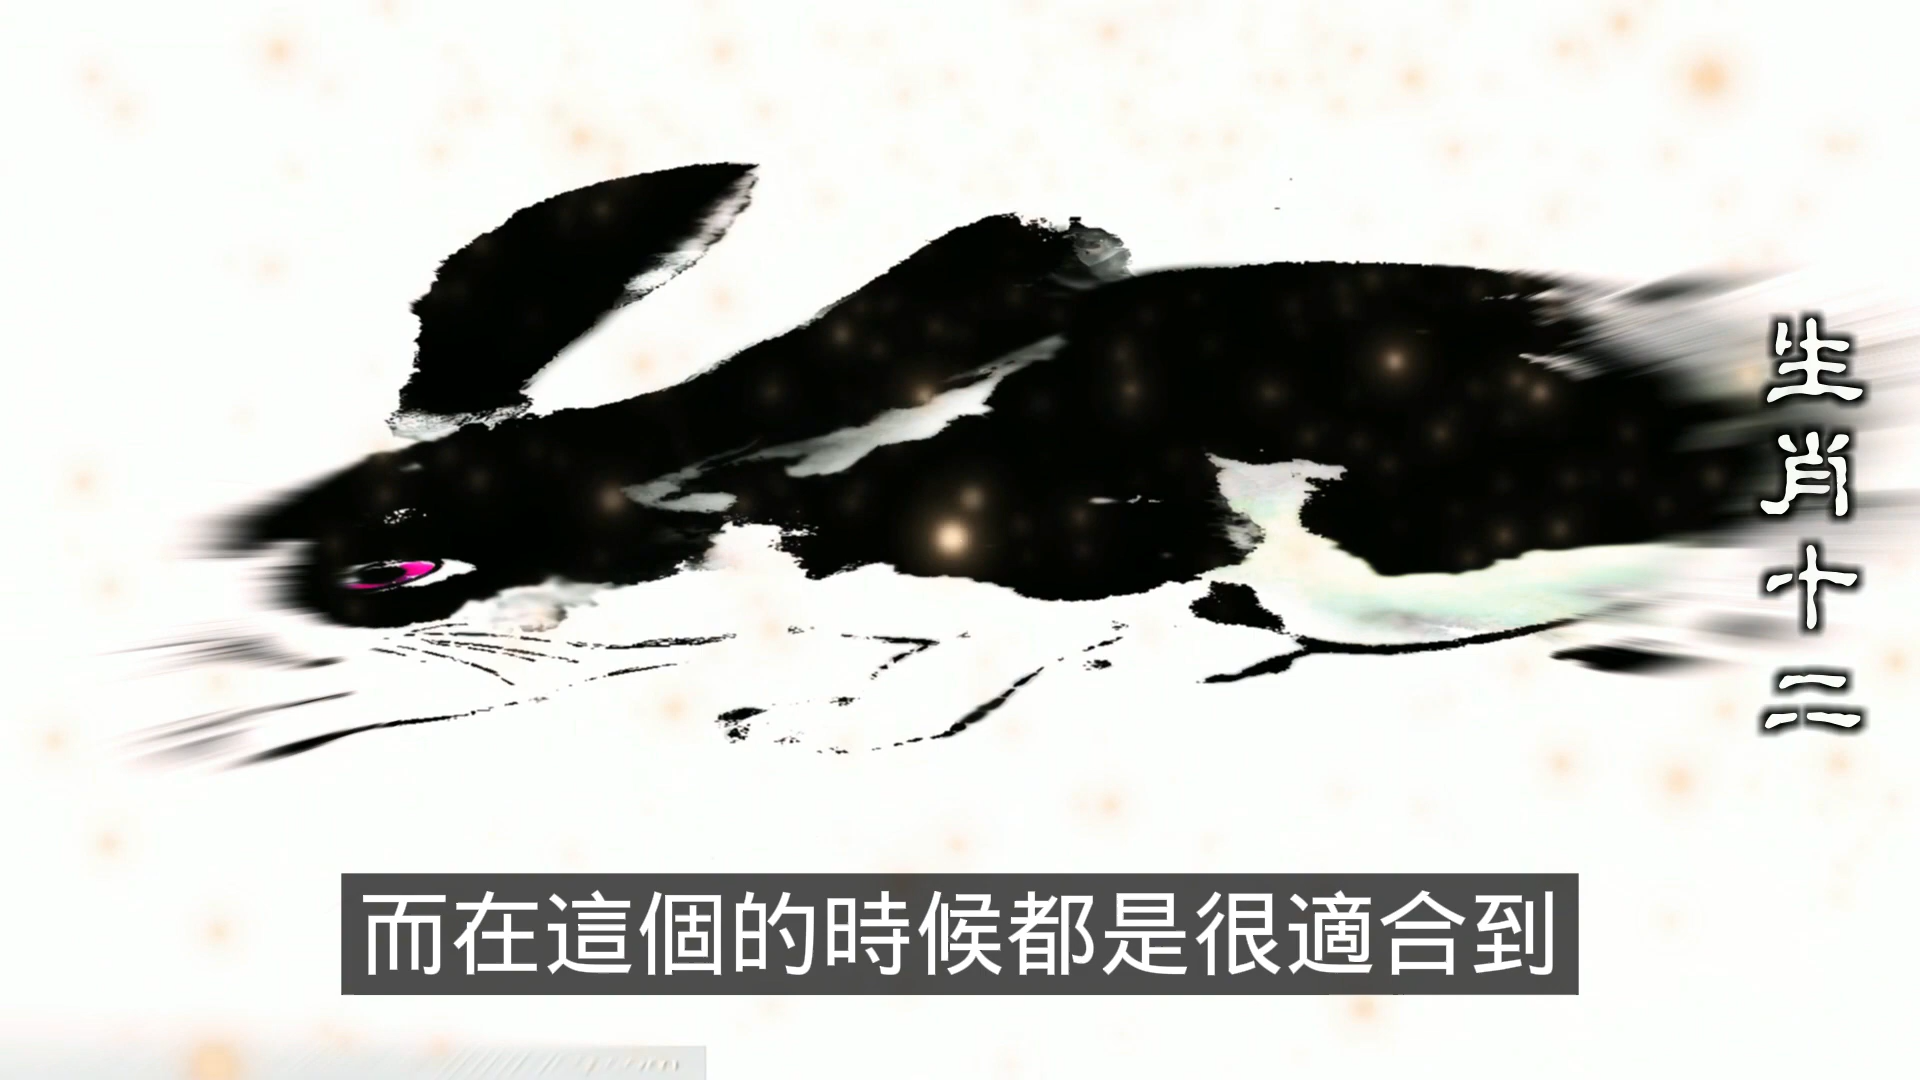 生肖十二
而在這個的時候都是很適合到